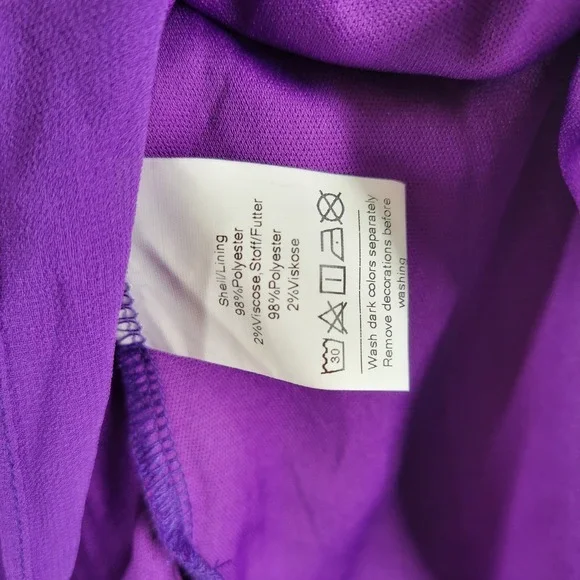 Shell/Lining
98%Polyester
2%Viscose,Stoff/Futter
98%Polyester
2%Viskose
30
Wash dark colors separately
Remove decorations before
washing